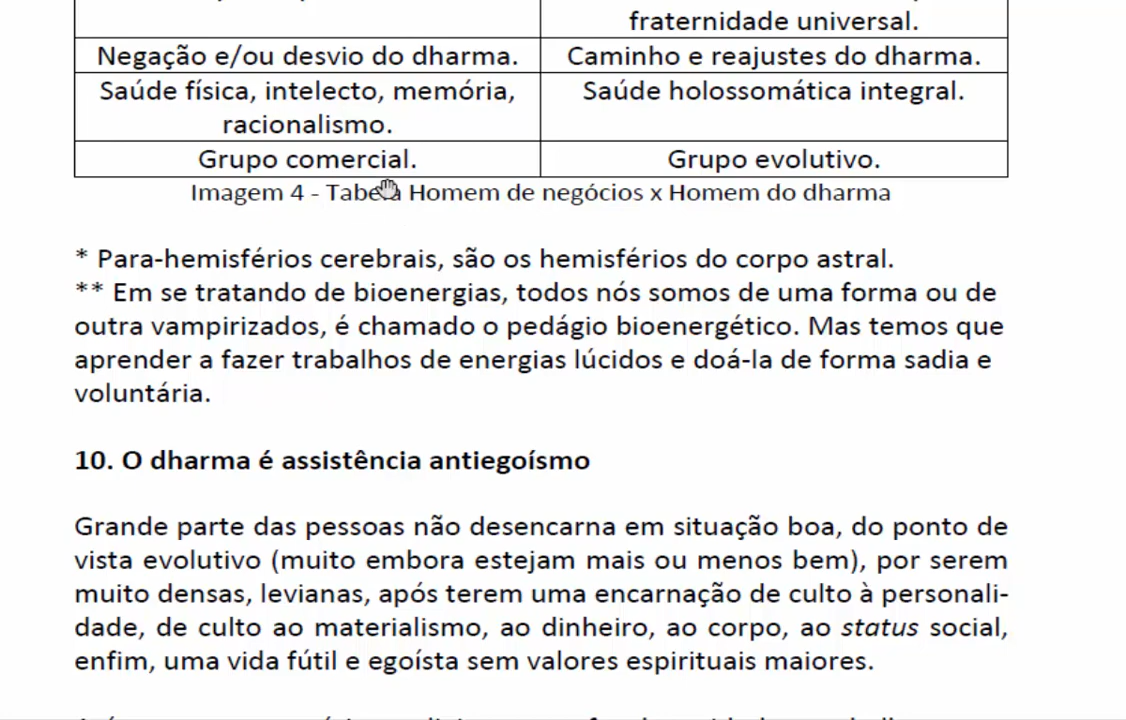 fraternidade universal.
Negação e/ou desvio do dharma. Caminho e reajustes do dharma.
Saúde física, intelecto, memória, Saúde holossomática integral.
racionalismo.
Grupo comercial. Grupo evolutivo.
Imagem 4 - Tabela Homem de negócios x Homem do dharma
* Para-hemisférios cerebrais, são os hemisférios do corpo astral.
** Em se tratando de bioenergias, todos nós somos de uma forma ou de
outra vampirizados, é chamado o pedágio bioenergético. Mas temos que
aprender a fazer trabalhos de energias lúcidos e doá-la de forma sadia e
voluntária.
10. O dharma é assistência antiegoísmo
Grande parte das pessoas não desencarna em situação boa, do ponto de
vista evolutivo (muito embora estejam mais ou menos bem), por serem
muito densas, levianas, após terem uma encarnação de culto à personali-
dade, de culto ao materialismo, ao dinheiro, ao corpo, ao status social,
enfim, uma vida fútil e egoísta sem valores espirituais maiores.